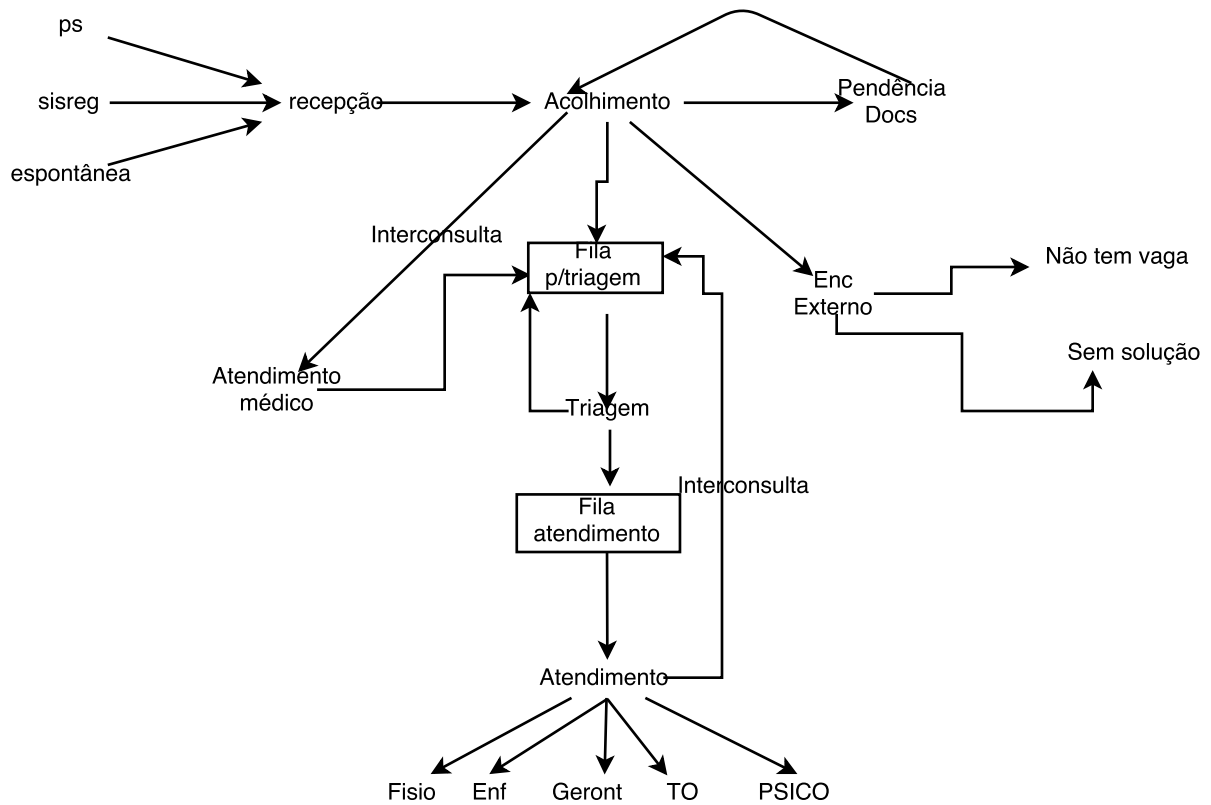 ps
sisreg
recepção
Acolhimento
Pendência
Docs
espontânea
Interconsulta
Fila
p/triagem
Não tem vaga
Enc
Externo
Sem solução
Atendimento
médico
Triagem
Interconsulta
Fila
atendimento
Atendimento
Fisio
Enf
Geront
TO
PSICO